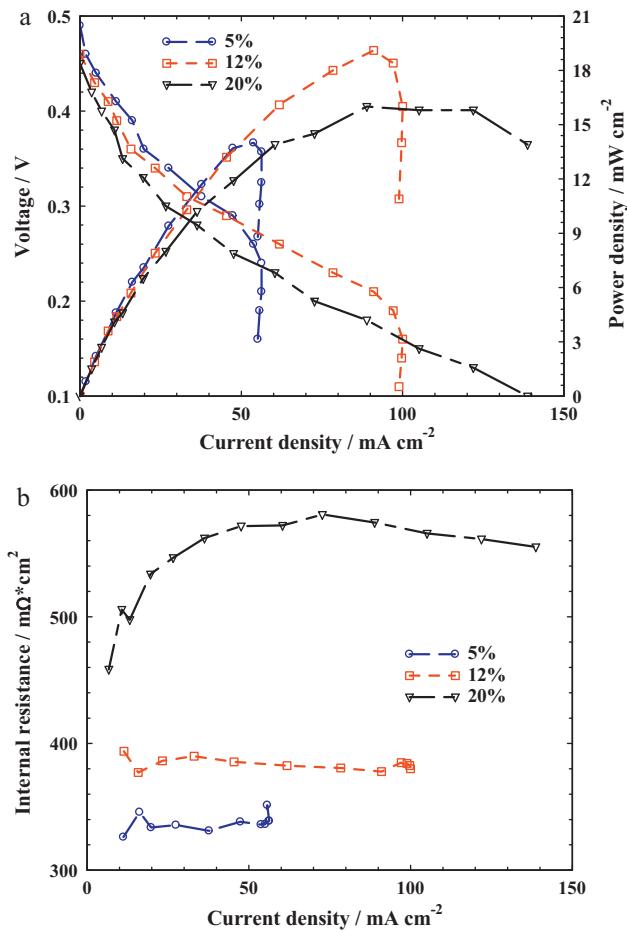 a
0.5
0.4
0.3
0.2
0.1
Voltage / V
5%
12%
20%
21
18
15
12
9
6
3
0
Power density / mW cm-2
0 50 100 150
Current density / mA cm-2
b
600
500
400
300
Internal resistance / mΩ*cm2
5%
12%
20%
0 50 100 150
Current density / mA cm-2